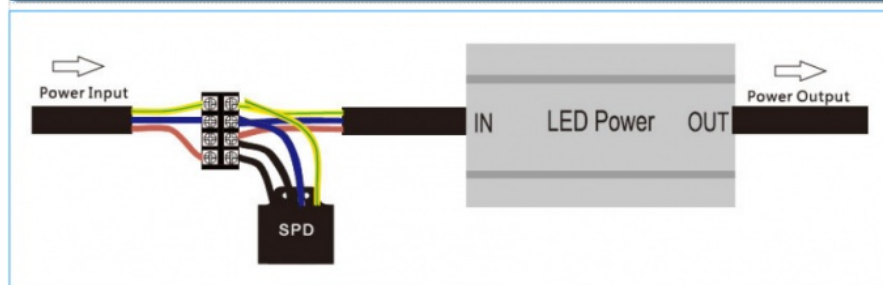 Power Input
Power Output
IN
LED Power
OUT
SPD